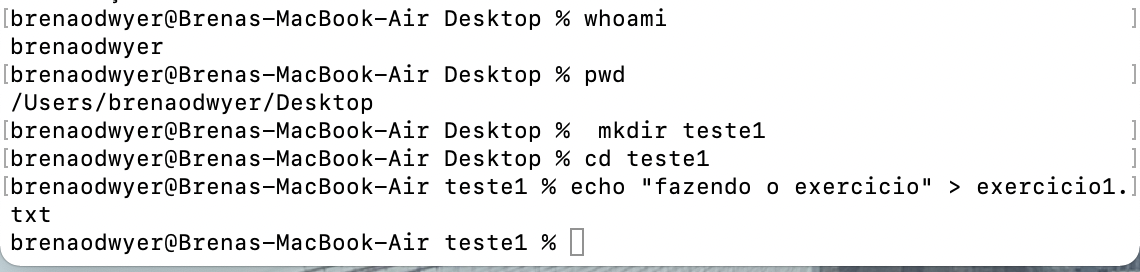 [brenaodwyer@Brenas-MacBook-Air Desktop % whoami ]
brenaodwyer
[brenaodwyer@Brenas-MacBook-Air Desktop % pwd ]
/Users/brenaodwyer/Desktop
[brenaodwyer@Brenas-MacBook-Air Desktop %  mkdir teste1 ]
[brenaodwyer@Brenas-MacBook-Air Desktop % cd teste1 ]
[brenaodwyer@Brenas-MacBook-Air teste1 % echo "fazendo o exercicio" > exercicio1.]
txt
brenaodwyer@Brenas-MacBook-Air teste1 %